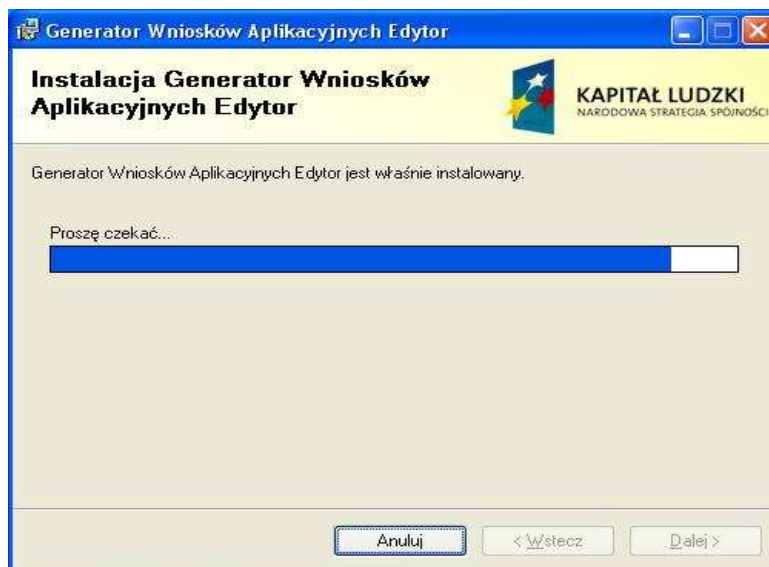 Generator Wniosków Aplikacyjnych Edytor
Instalacja Generator Wniosków
Aplikacyjnych Edytor
KAPITAŁ LUDZKI
NARODOWA STRATEGIA SPÓJNOŚCI
Generator Wniosków Aplikacyjnych Edytor jest właśnie instalowany.
Proszę czekać...
Anuluj
< Wstecz
Dalej >